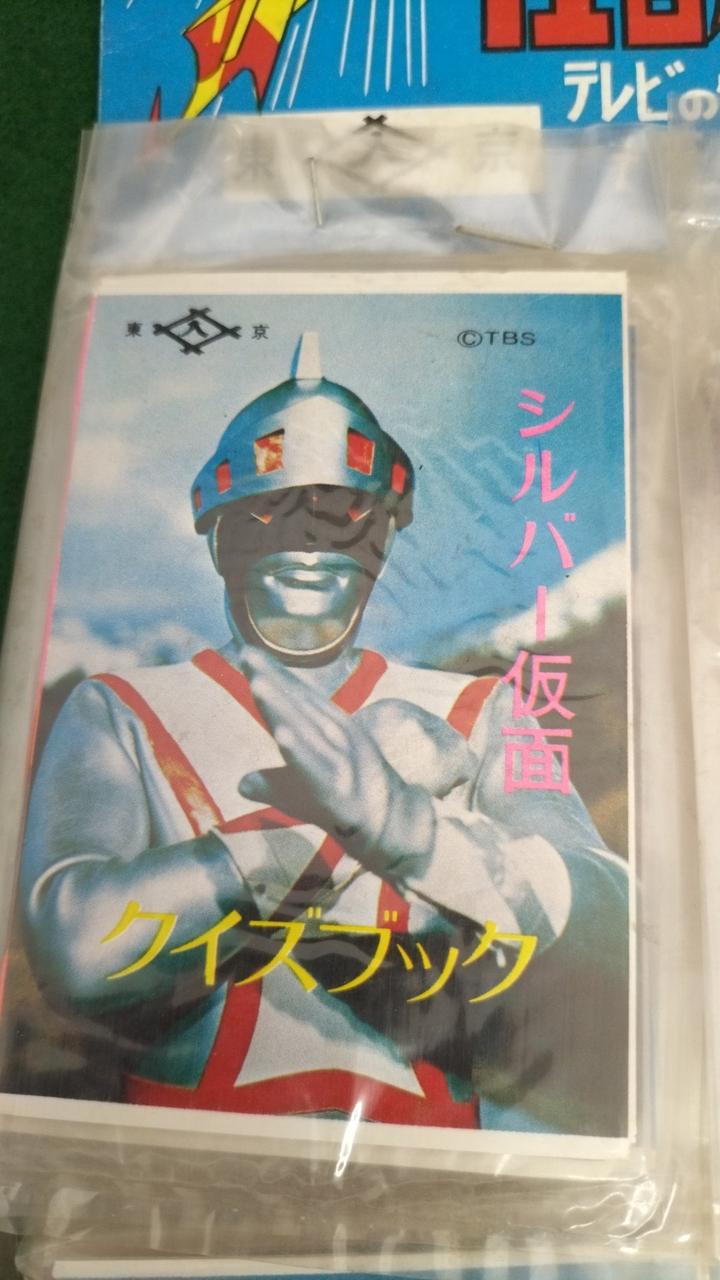 テレビの
東 京
東 入 京
©TBS
シルバー仮面
クイズブック